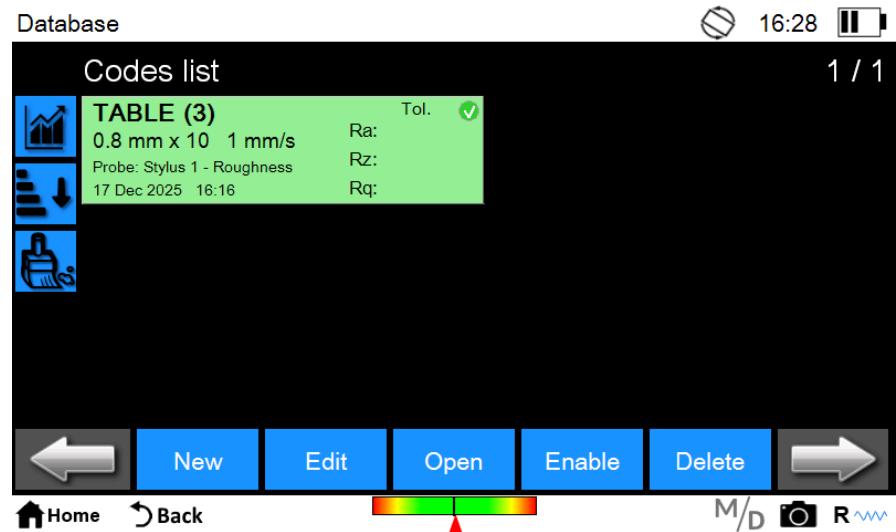 Database
16:28
Codes list
1 / 1
TABLE (3)
Tol.
0.8 mm x 10 1 mm/s
Ra:
Probe: Stylus 1 - Roughness
Rz:
17 Dec 2025 16:16
Rq:
New
Edit
Open
Enable
Delete
Home
Back
M/D
R